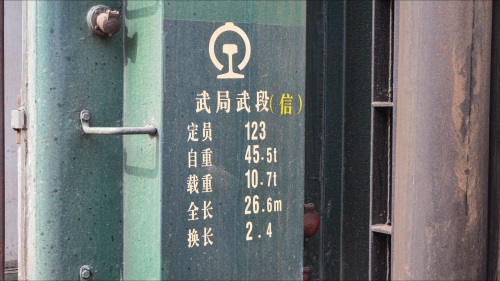 武局武段(信)
定员 123
自重 45.5t
载重 10.7t
全长 26.6m
换长 2.4